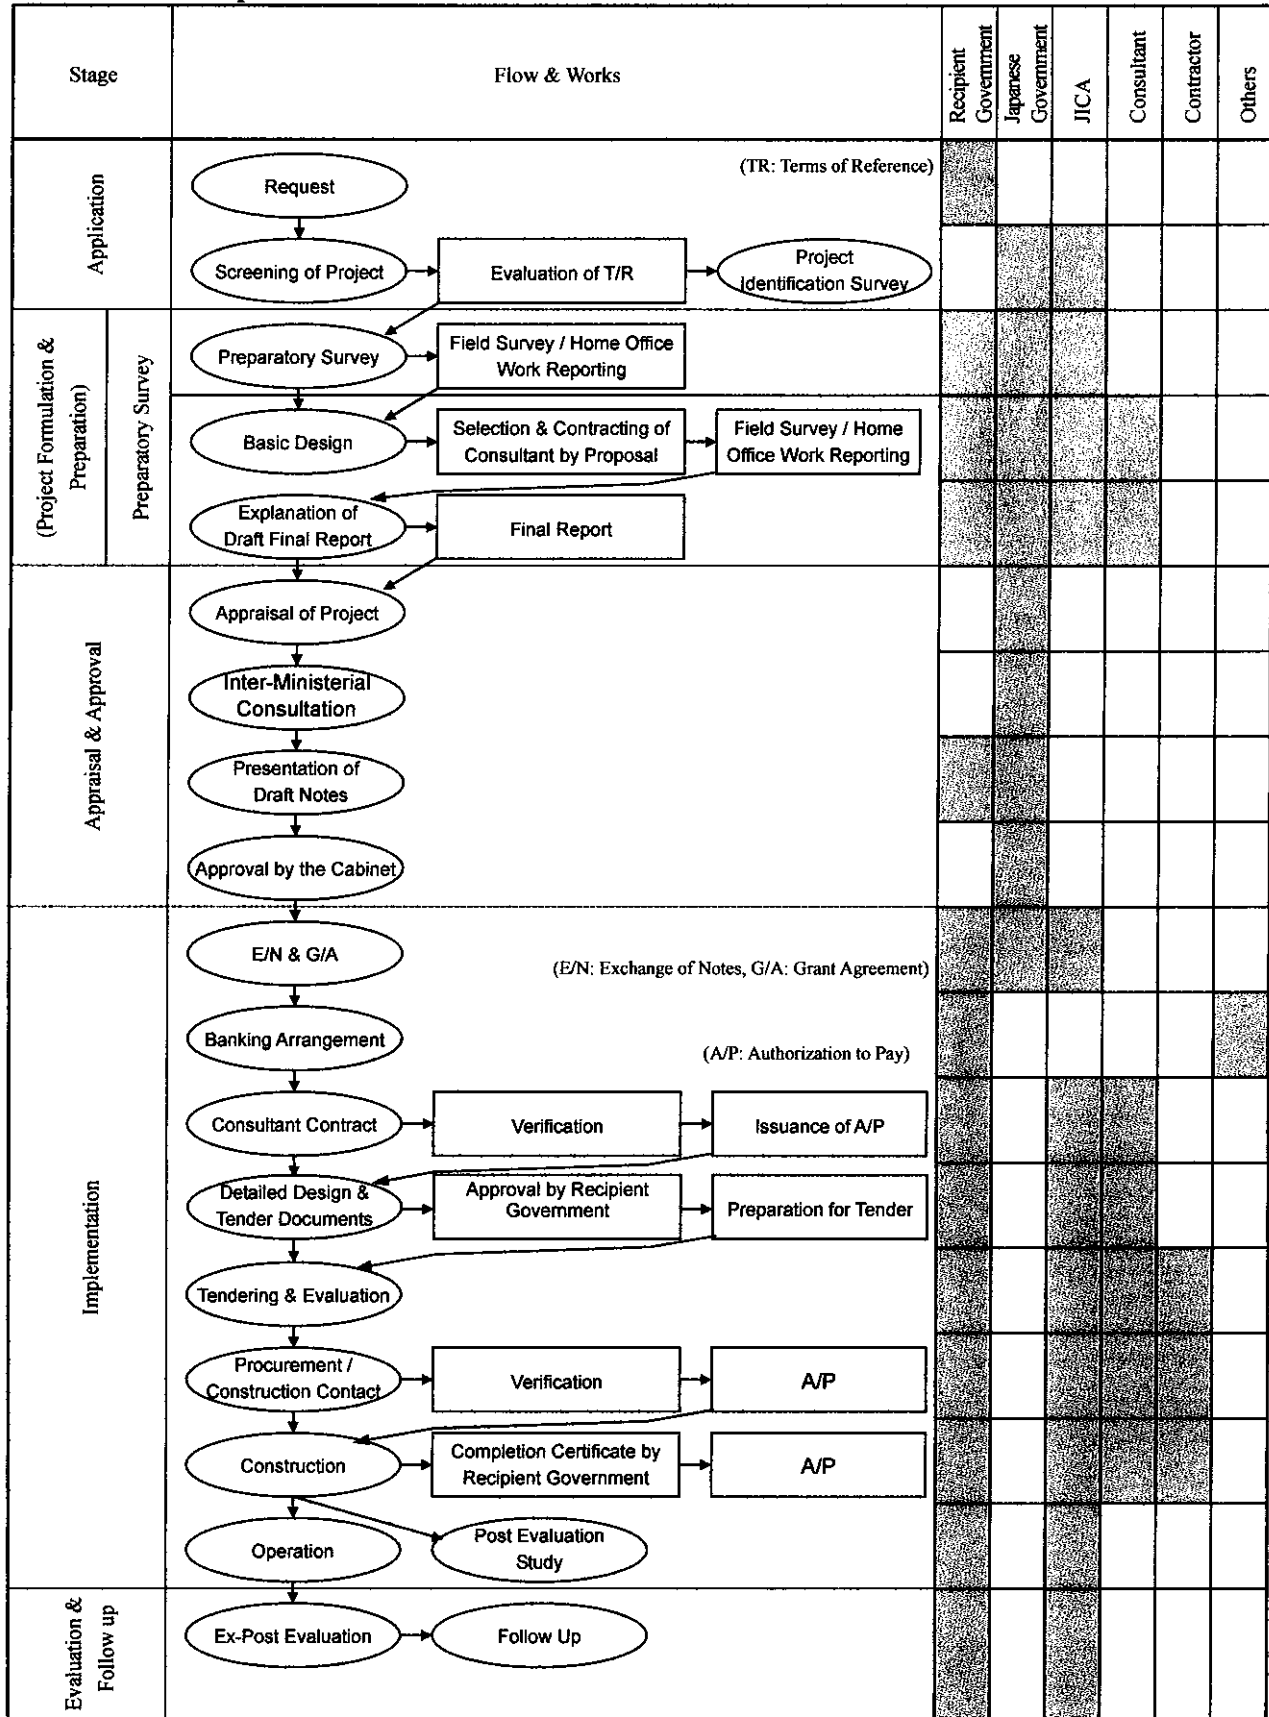 Stage
Flow & Works
Recipient
Government
Japanese
Government
JICA
Consultant
Contractor
Others
Application
(TR: Terms of Reference)
Request
Screening of Project
Evaluation of T/R
Project
Identification Survey
(Project Formulation &
Preparation)
Preparatory Survey
Preparatory Survey
Field Survey / Home Office
Work Reporting
Basic Design
Selection & Contracting of
Consultant by Proposal
Field Survey / Home
Office Work Reporting
Explanation of
Draft Final Report
Final Report
Appraisal & Approval
Appraisal of Project
Inter-Ministerial
Consultation
Presentation of
Draft Notes
Approval by the Cabinet
Implementation
E/N & G/A
(E/N: Exchange of Notes, G/A: Grant Agreement)
Banking Arrangement
(A/P: Authorization to Pay)
Consultant Contract
Verification
Issuance of A/P
Detailed Design &
Tender Documents
Approval by Recipient
Government
Preparation for Tender
Tendering & Evaluation
Procurement /
Construction Contact
Verification
A/P
Construction
Completion Certificate by
Recipient Government
A/P
Operation
Post Evaluation
Study
Evaluation &
Follow up
Ex-Post Evaluation
Follow Up